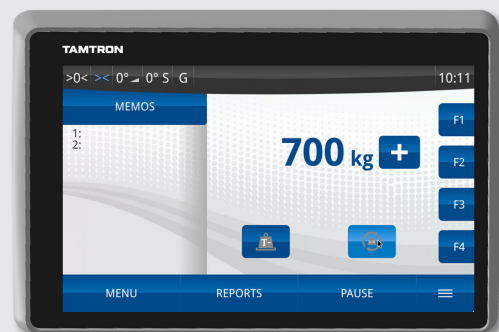 TAMTRON
>0< >< 0° 0° S G 10:11
MEMOS
1:
2:
700 kg +
F1
F2
F3
F4
T-
MENU REPORTS PAUSE